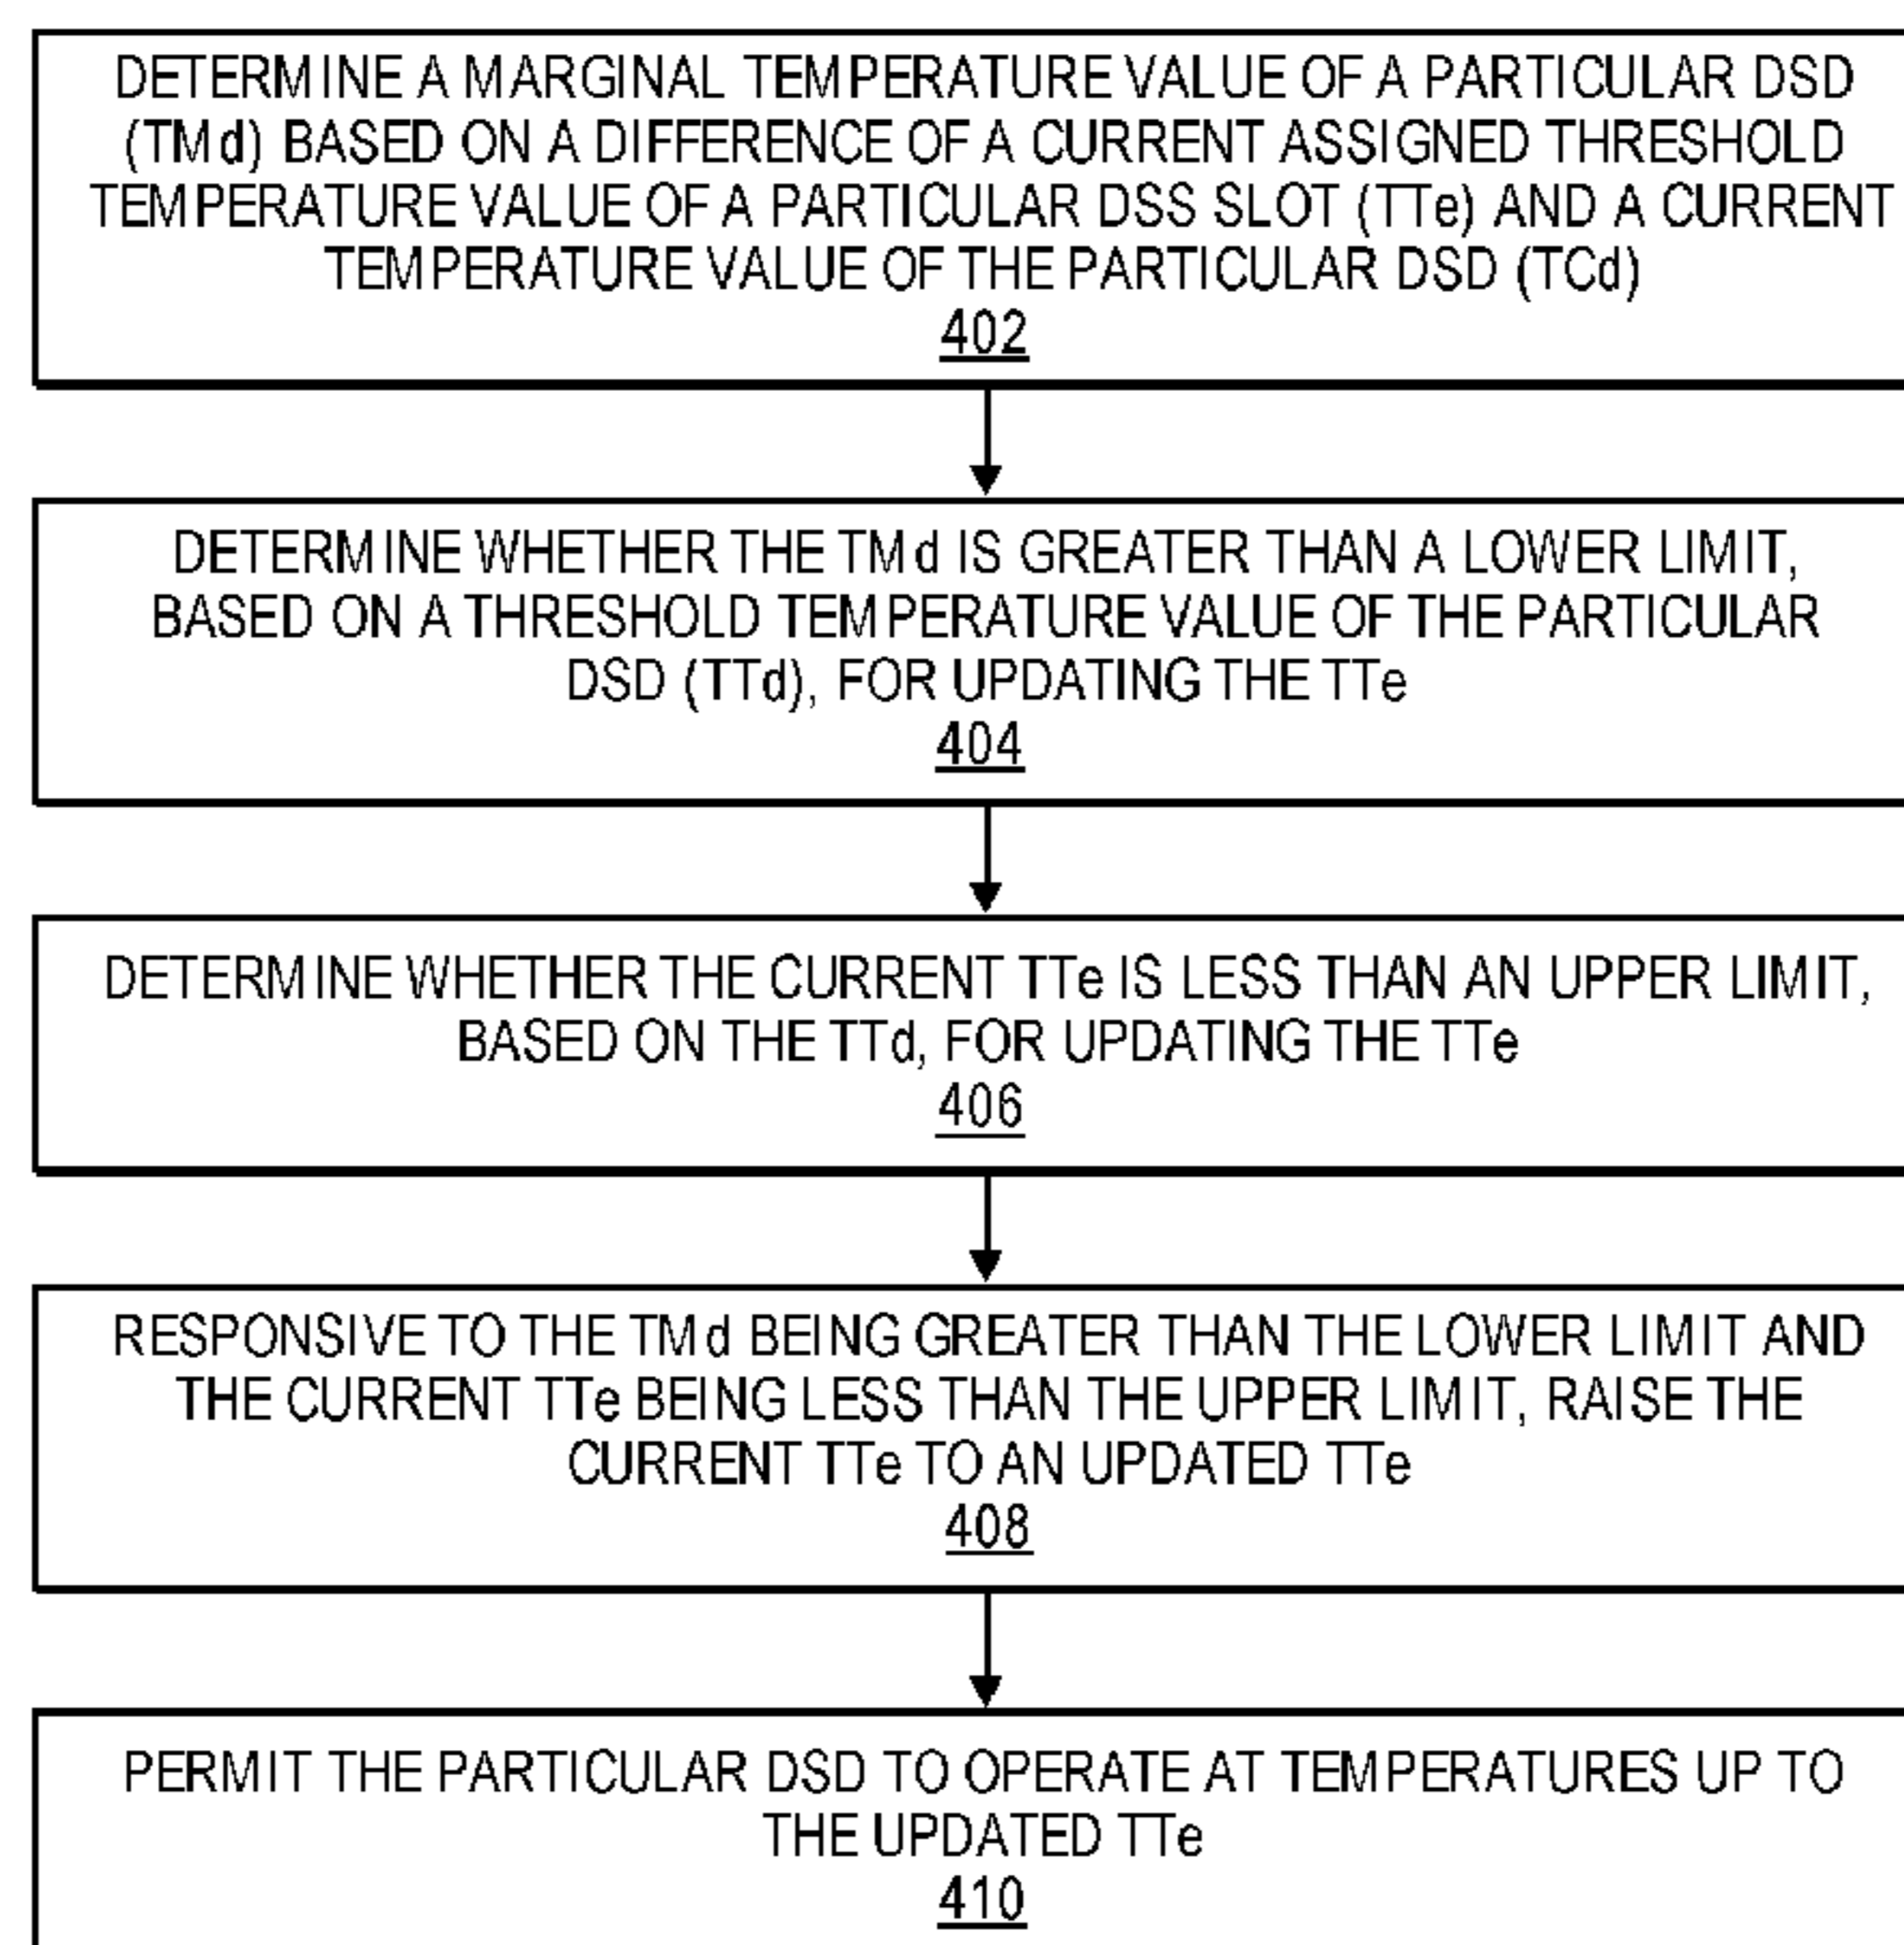 DETERMINE A MARGINAL TEMPERATURE VALUE OF A PARTICULAR DSD
(TMd) BASED ON A DIFFERENCE OF A CURRENT ASSIGNED THRESHOLD
TEMPERATURE VALUE OF A PARTICULAR DSS SLOT (TTe) AND A CURRENT
TEMPERATURE VALUE OF THE PARTICULAR DSD (TCd)
402
DETERMINE WHETHER THE TMd IS GREATER THAN A LOWER LIMIT,
BASED ON A THRESHOLD TEMPERATURE VALUE OF THE PARTICULAR
DSD (TTd), FOR UPDATING THE TTe
404
DETERMINE WHETHER THE CURRENT TTe IS LESS THAN AN UPPER LIMIT,
BASED ON THE TTd, FOR UPDATING THE TTe
406
RESPONSIVE TO THE TMd BEING GREATER THAN THE LOWER LIMIT AND
THE CURRENT TTe BEING LESS THAN THE UPPER LIMIT, RAISE THE
CURRENT TTe TO AN UPDATED TTe
408
PERMIT THE PARTICULAR DSD TO OPERATE AT TEMPERATURES UP TO
THE UPDATED TTe
410